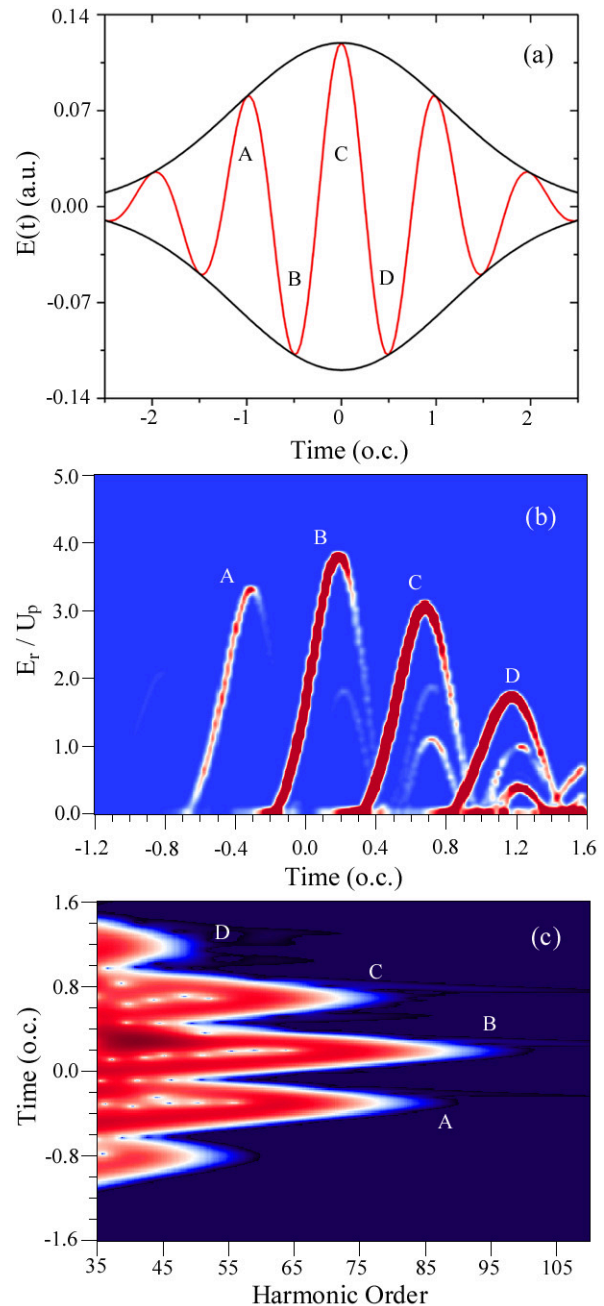 (a)
0.14
0.07
0.00
-0.07
-0.14
E(t) (a.u.)
A
C
B
D
-2
-1
0
1
2
Time (o.c.)
(b)
5.0
4.0
3.0
2.0
1.0
0.0
E_r / U_p
A
B
C
D
-1.2
-0.8
-0.4
0.0
0.4
0.8
1.2
1.6
Time (o.c.)
(c)
1.6
0.8
0.0
-0.8
-1.6
Time (o.c.)
D
C
B
A
35
45
55
65
75
85
95
105
Harmonic Order